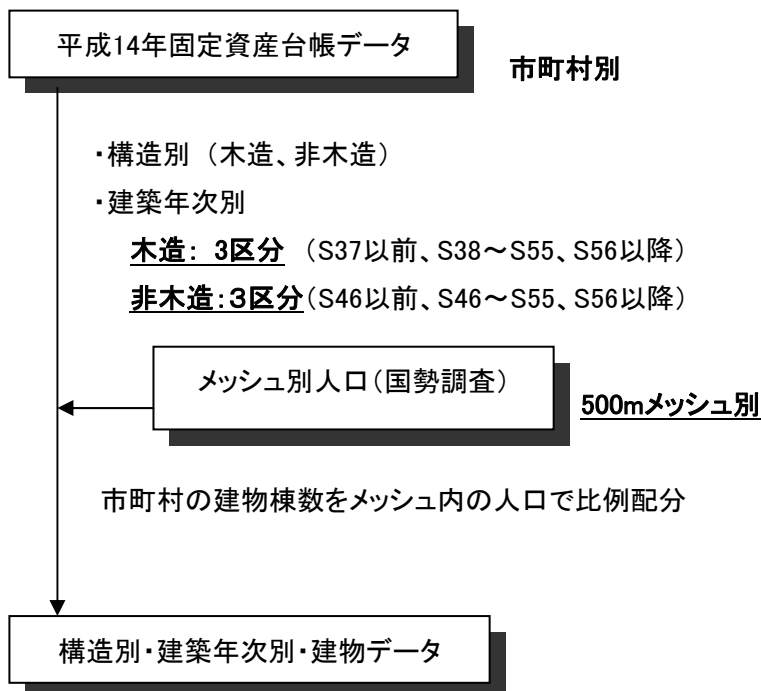 平成14年固定資産台帳データ
市町村別
・構造別 （木造、非木造）
・建築年次別
木造： 3区分 （S37以前、S38～S55、S56以降）
非木造：３区分（S46以前、S46～S55、S56以降）
メッシュ別人口（国勢調査）
500mメッシュ別
市町村の建物棟数をメッシュ内の人口で比例配分
構造別・建築年次別・建物データ